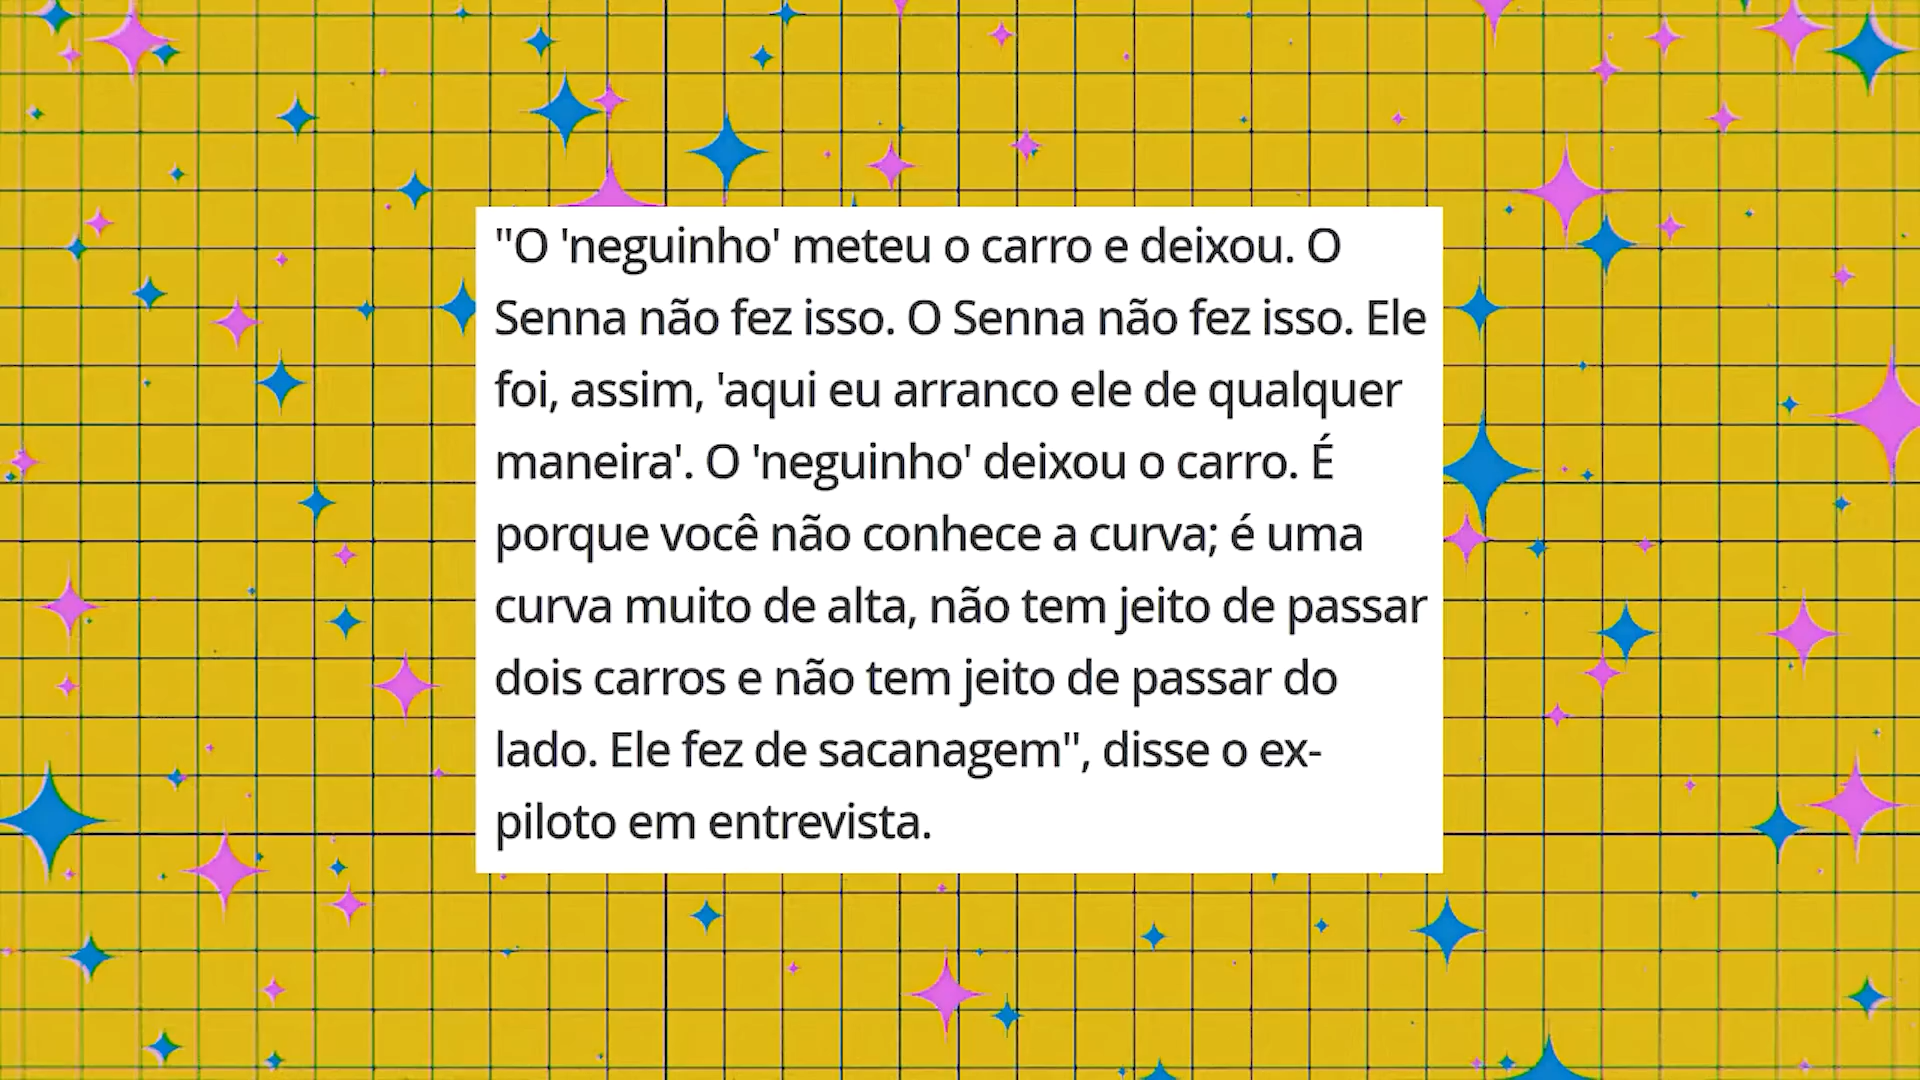 "O 'neguinho' meteu o carro e deixou. O
Senna não fez isso. O Senna não fez isso. Ele
foi, assim, 'aqui eu arranco ele de qualquer
maneira'. O 'neguinho' deixou o carro. É
porque você não conhece a curva; é uma
curva muito de alta, não tem jeito de passar
dois carros e não tem jeito de passar do
lado. Ele fez de sacanagem", disse o ex-
piloto em entrevista.